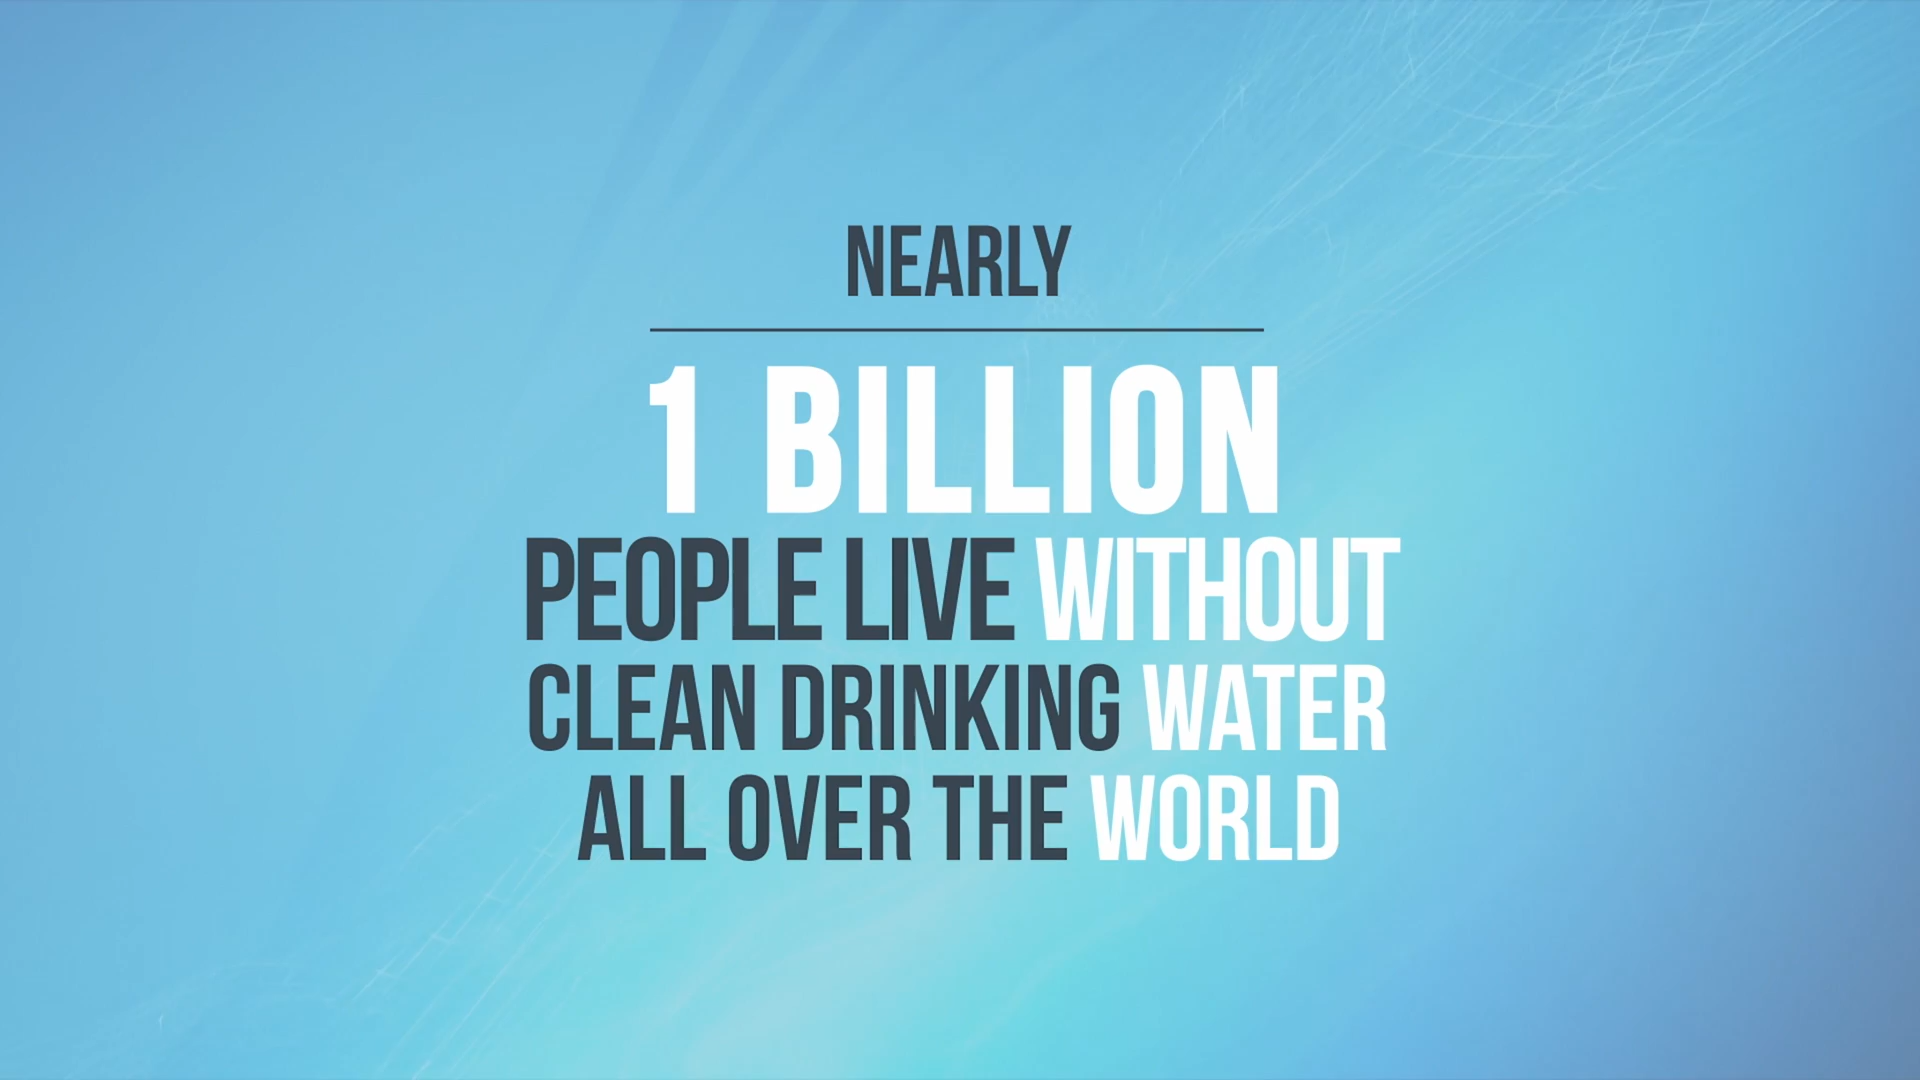 NEARLY
1 BILLION
PEOPLE LIVE WITHOUT
CLEAN DRINKING WATER
ALL OVER THE WORLD